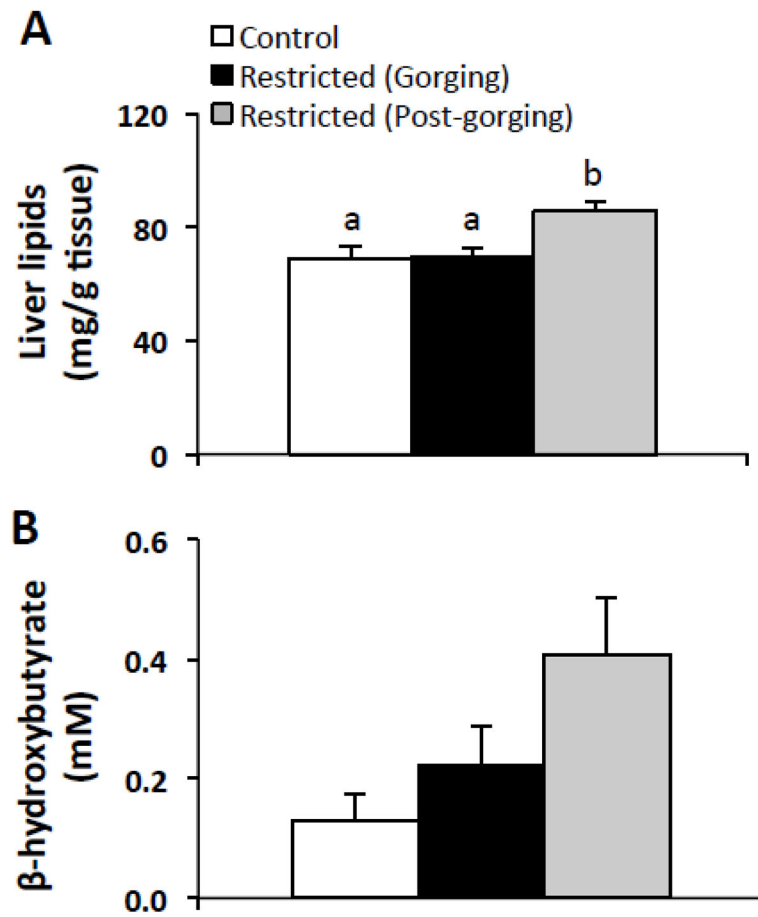 A
Control
Restricted (Gorging)
Restricted (Post-gorging)
Liver lipids
(mg/g tissue)
120
80
40
0
a
a
b
B
β-hydroxybutyrate
(mM)
0.6
0.4
0.2
0.0